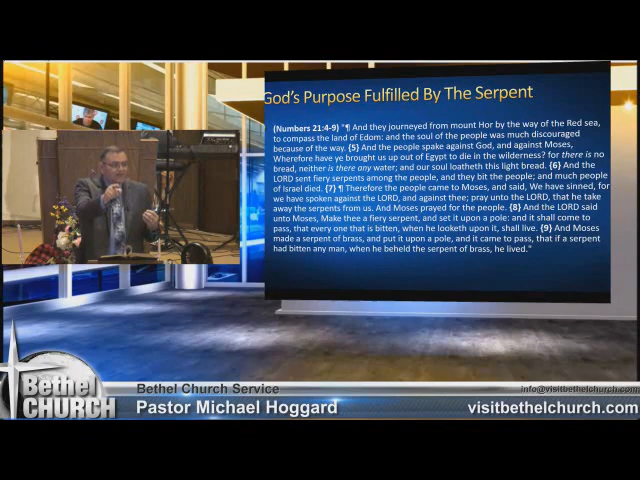 God's Purpose Fulfilled By The Serpent
(Numbers 21:4-9) "¶ And they journeyed from mount Hor by the way of the Red sea,
to compass the land of Edom: and the soul of the people was much discouraged
because of the way. {5} And the people spake against God, and against Moses,
Wherefore have ye brought us up out of Egypt to die in the wilderness? for there is no
bread, neither is there any water; and our soul loatheth this light bread. {6} And the
LORD sent fiery serpents among the people, and they bit the people; and much people
of Israel died. {7} ¶ Therefore the people came to Moses, and said, We have sinned, for
we have spoken against the LORD, and against thee; pray unto the LORD, that he take
away the serpents from us. And Moses prayed for the people. {8} And the LORD said
unto Moses, Make thee a fiery serpent, and set it upon a pole: and it shall come to
pass, that every one that is bitten, when he looketh upon it, shall live. {9} And Moses
made a serpent of brass, and put it upon a pole, and it came to pass, that if a serpent
had bitten any man, when he beheld the serpent of brass, he lived."
Bethel
CHURCH
Bethel Church Service
info@visitbethelchurch.com
Pastor Michael Hoggard
visitbethelchurch.com